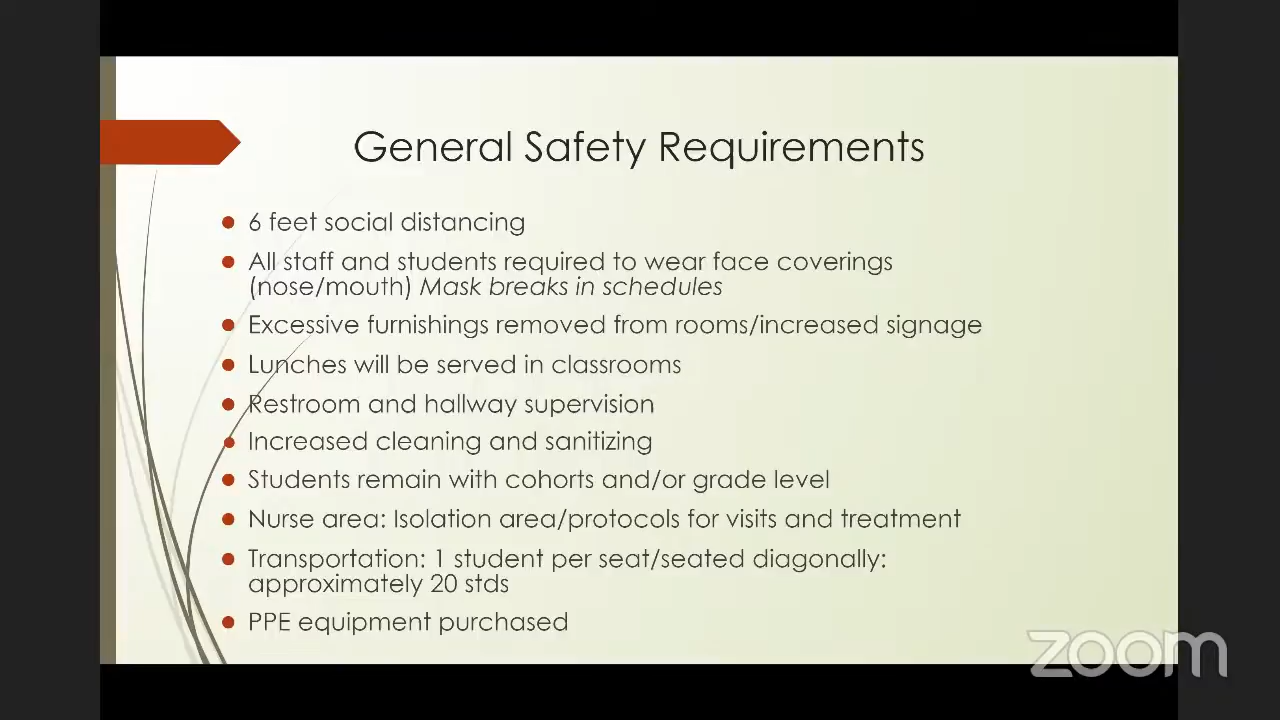 General Safety Requirements
6 feet social distancing
All staff and students required to wear face coverings
(nose/mouth) Mask breaks in schedules
Excessive furnishings removed from rooms/increased signage
Lunches will be served in classrooms
Restroom and hallway supervision
Increased cleaning and sanitizing
Students remain with cohorts and/or grade level
Nurse area: Isolation area/protocols for visits and treatment
Transportation: 1 student per seat/seated diagonally:
approximately 20 stds
PPE equipment purchased
zoom